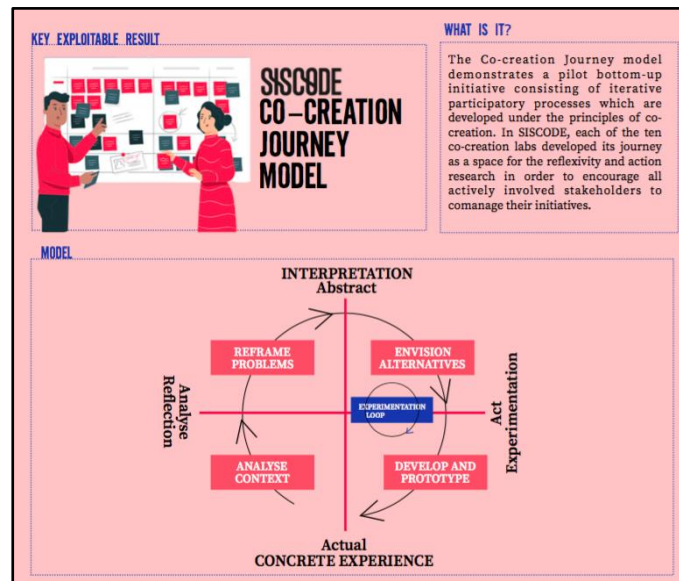 KEY EXPLOITABLE RESULT
SISCODE
CO-CREATION
JOURNEY
MODEL
WHAT IS IT?
The Co-creation Journey model
demonstrates a pilot bottom-up
initiative consisting of iterative
participatory processes which are
developed under the principles of co-
creation. In SISCODE, each of the ten
co-creation labs developed its journey
as a space for the reflexivity and action
research in order to encourage all
actively involved stakeholders to
comanage their initiatives.
MODEL
INTERPRETATION
Abstract
REFRAME
PROBLEMS
ENVISION
ALTERNATIVES
Analyse
Reflection
EXPERIMENTATION
LOOP
Act
Experimentation
ANALYSE
CONTEXT
DEVELOP AND
PROTOTYPE
Actual
CONCRETE EXPERIENCE